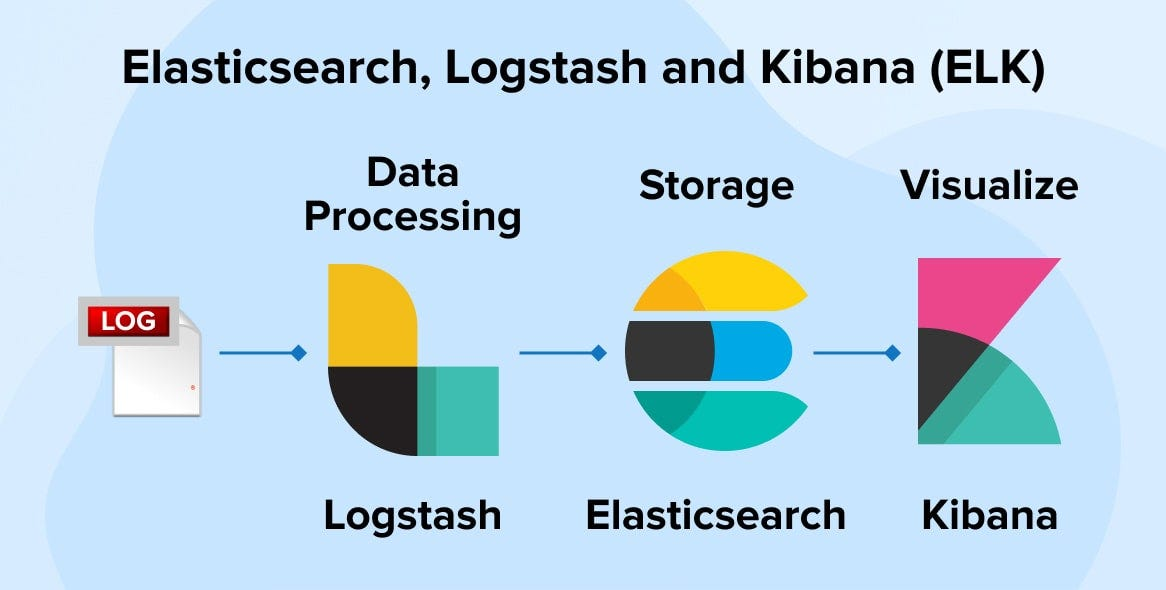 Elasticsearch, Logstash and Kibana (ELK)
Data
Processing
Storage
Visualize
LOG
Logstash
Elasticsearch
Kibana